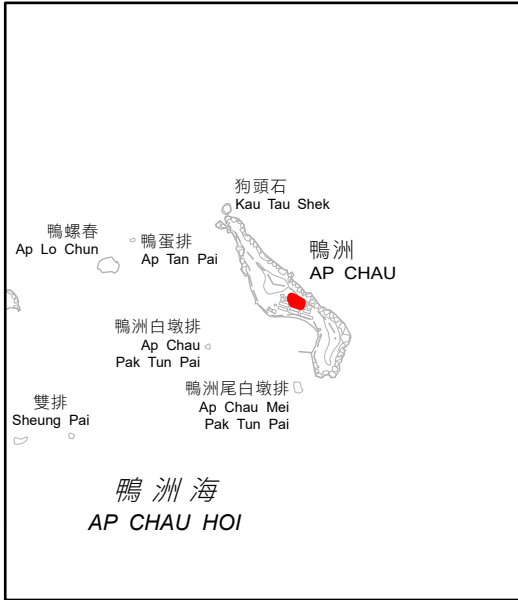 狗頭石
Kau Tau Shek
鴨螺春
Ap Lo Chun
鴨蛋排
Ap Tan Pai
鴨洲
AP CHAU
鴨洲白墩排
Ap Chau
Pak Tun Pai
鴨洲尾白墩排
Ap Chau Mei
Pak Tun Pai
雙排
Sheung Pai
鴨洲海
AP CHAU HOI